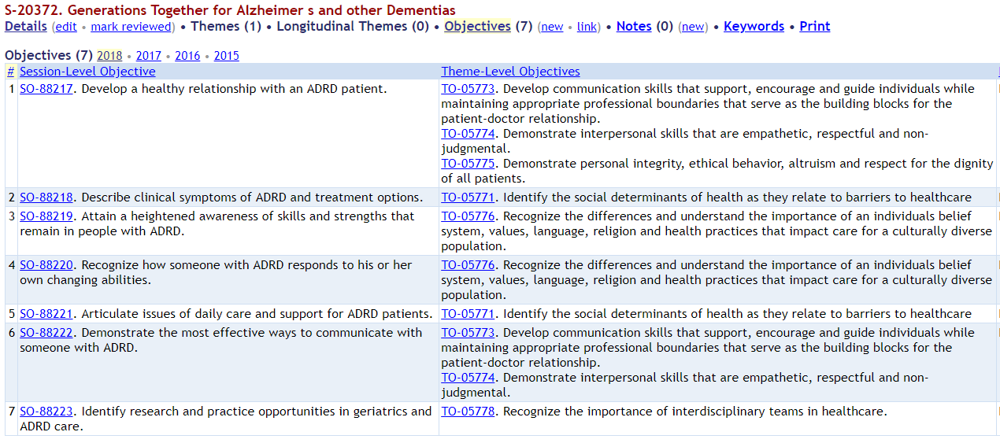 S-20372. Generations Together for Alzheimer s and other Dementias
Details (edit • mark reviewed) • Themes (1) • Longitudinal Themes (0) • Objectives (7) (new • link) • Notes (0) (new) • Keywords • Print
Objectives (7) 2018 • 2017 • 2016 • 2015
# Session-Level Objective Theme-Level Objectives
1 SO-88217. Develop a healthy relationship with an ADRD patient. TO-05773. Develop communication skills that support, encourage and guide individuals while
maintaining appropriate professional boundaries that serve as the building blocks for the
patient-doctor relationship.
TO-05774. Demonstrate interpersonal skills that are empathetic, respectful and non-
judgmental.
TO-05775. Demonstrate personal integrity, ethical behavior, altruism and respect for the dignity
of all patients.
2 SO-88218. Describe clinical symptoms of ADRD and treatment options. TO-05771. Identify the social determinants of health as they relate to barriers to healthcare
3 SO-88219. Attain a heightened awareness of skills and strengths that TO-05776. Recognize the differences and understand the importance of an individuals belief
remain in people with ADRD. system, values, language, religion and health practices that impact care for a culturally diverse
population.
4 SO-88220. Recognize how someone with ADRD responds to his or her TO-05776. Recognize the differences and understand the importance of an individuals belief
own changing abilities. system, values, language, religion and health practices that impact care for a culturally diverse
population.
5 SO-88221. Articulate issues of daily care and support for ADRD patients. TO-05771. Identify the social determinants of health as they relate to barriers to healthcare
6 SO-88222. Demonstrate the most effective ways to communicate with TO-05773. Develop communication skills that support, encourage and guide individuals while
someone with ADRD. maintaining appropriate professional boundaries that serve as the building blocks for the
patient-doctor relationship.
TO-05774. Demonstrate interpersonal skills that are empathetic, respectful and non-
judgmental.
7 SO-88223. Identify research and practice opportunities in geriatrics and TO-05778. Recognize the importance of interdisciplinary teams in healthcare.
ADRD care.